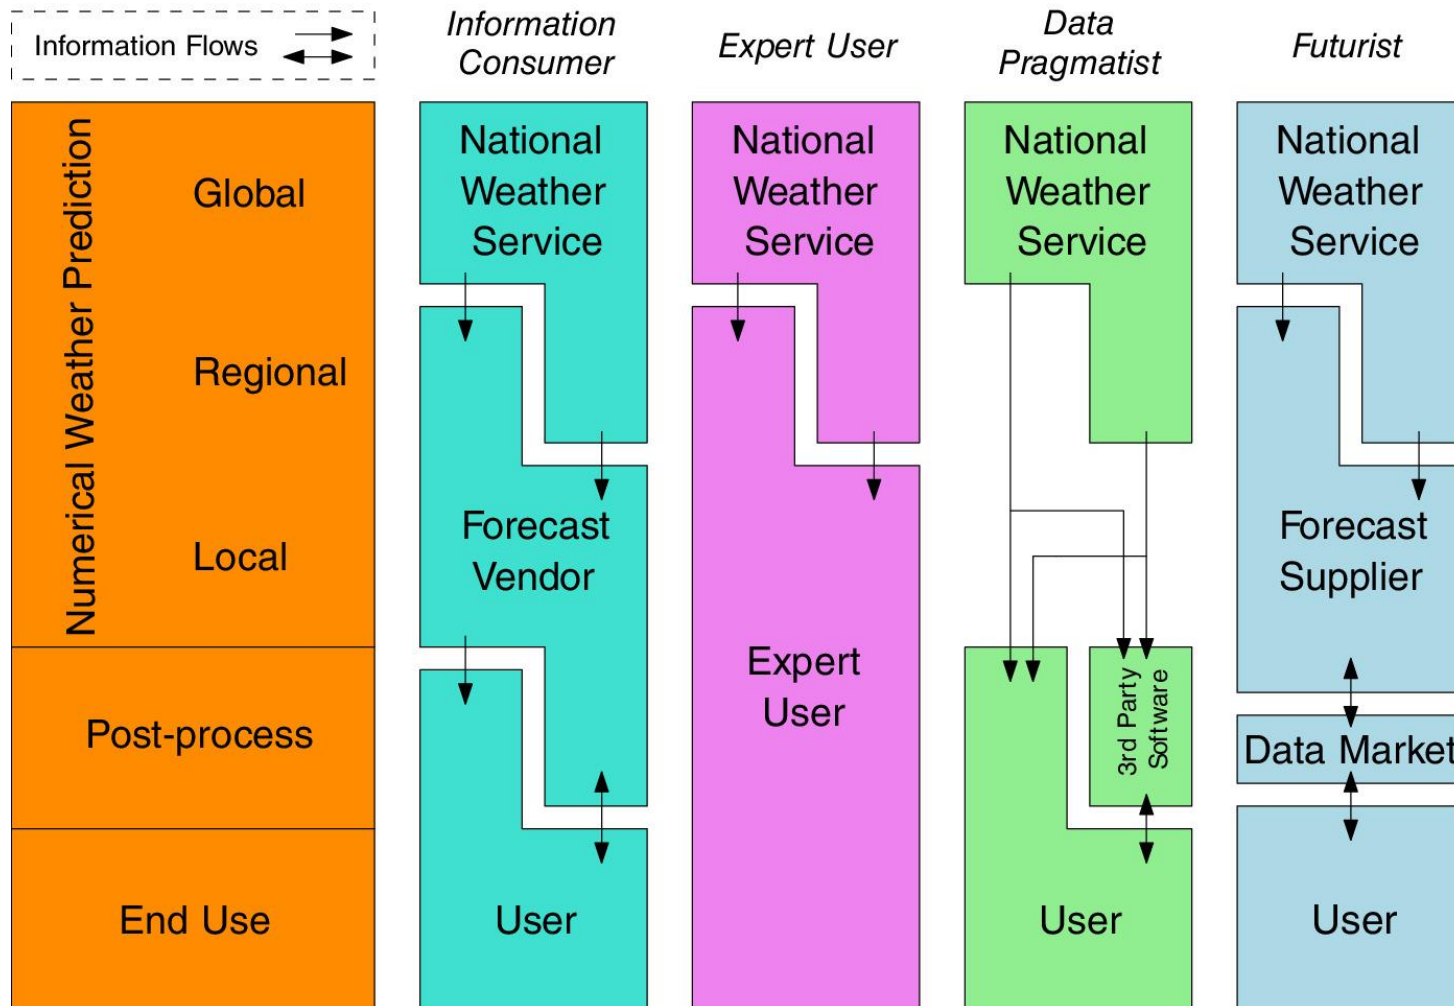 Information Flows
Information
Consumer
Expert User
Data
Pragmatist
Futurist
Numerical Weather Prediction
Global
Regional
Local
Post-process
End Use
National
Weather
Service
Forecast
Vendor
User
National
Weather
Service
Expert
User
National
Weather
Service
3rd Party
Software
User
National
Weather
Service
Forecast
Supplier
Data Market
User